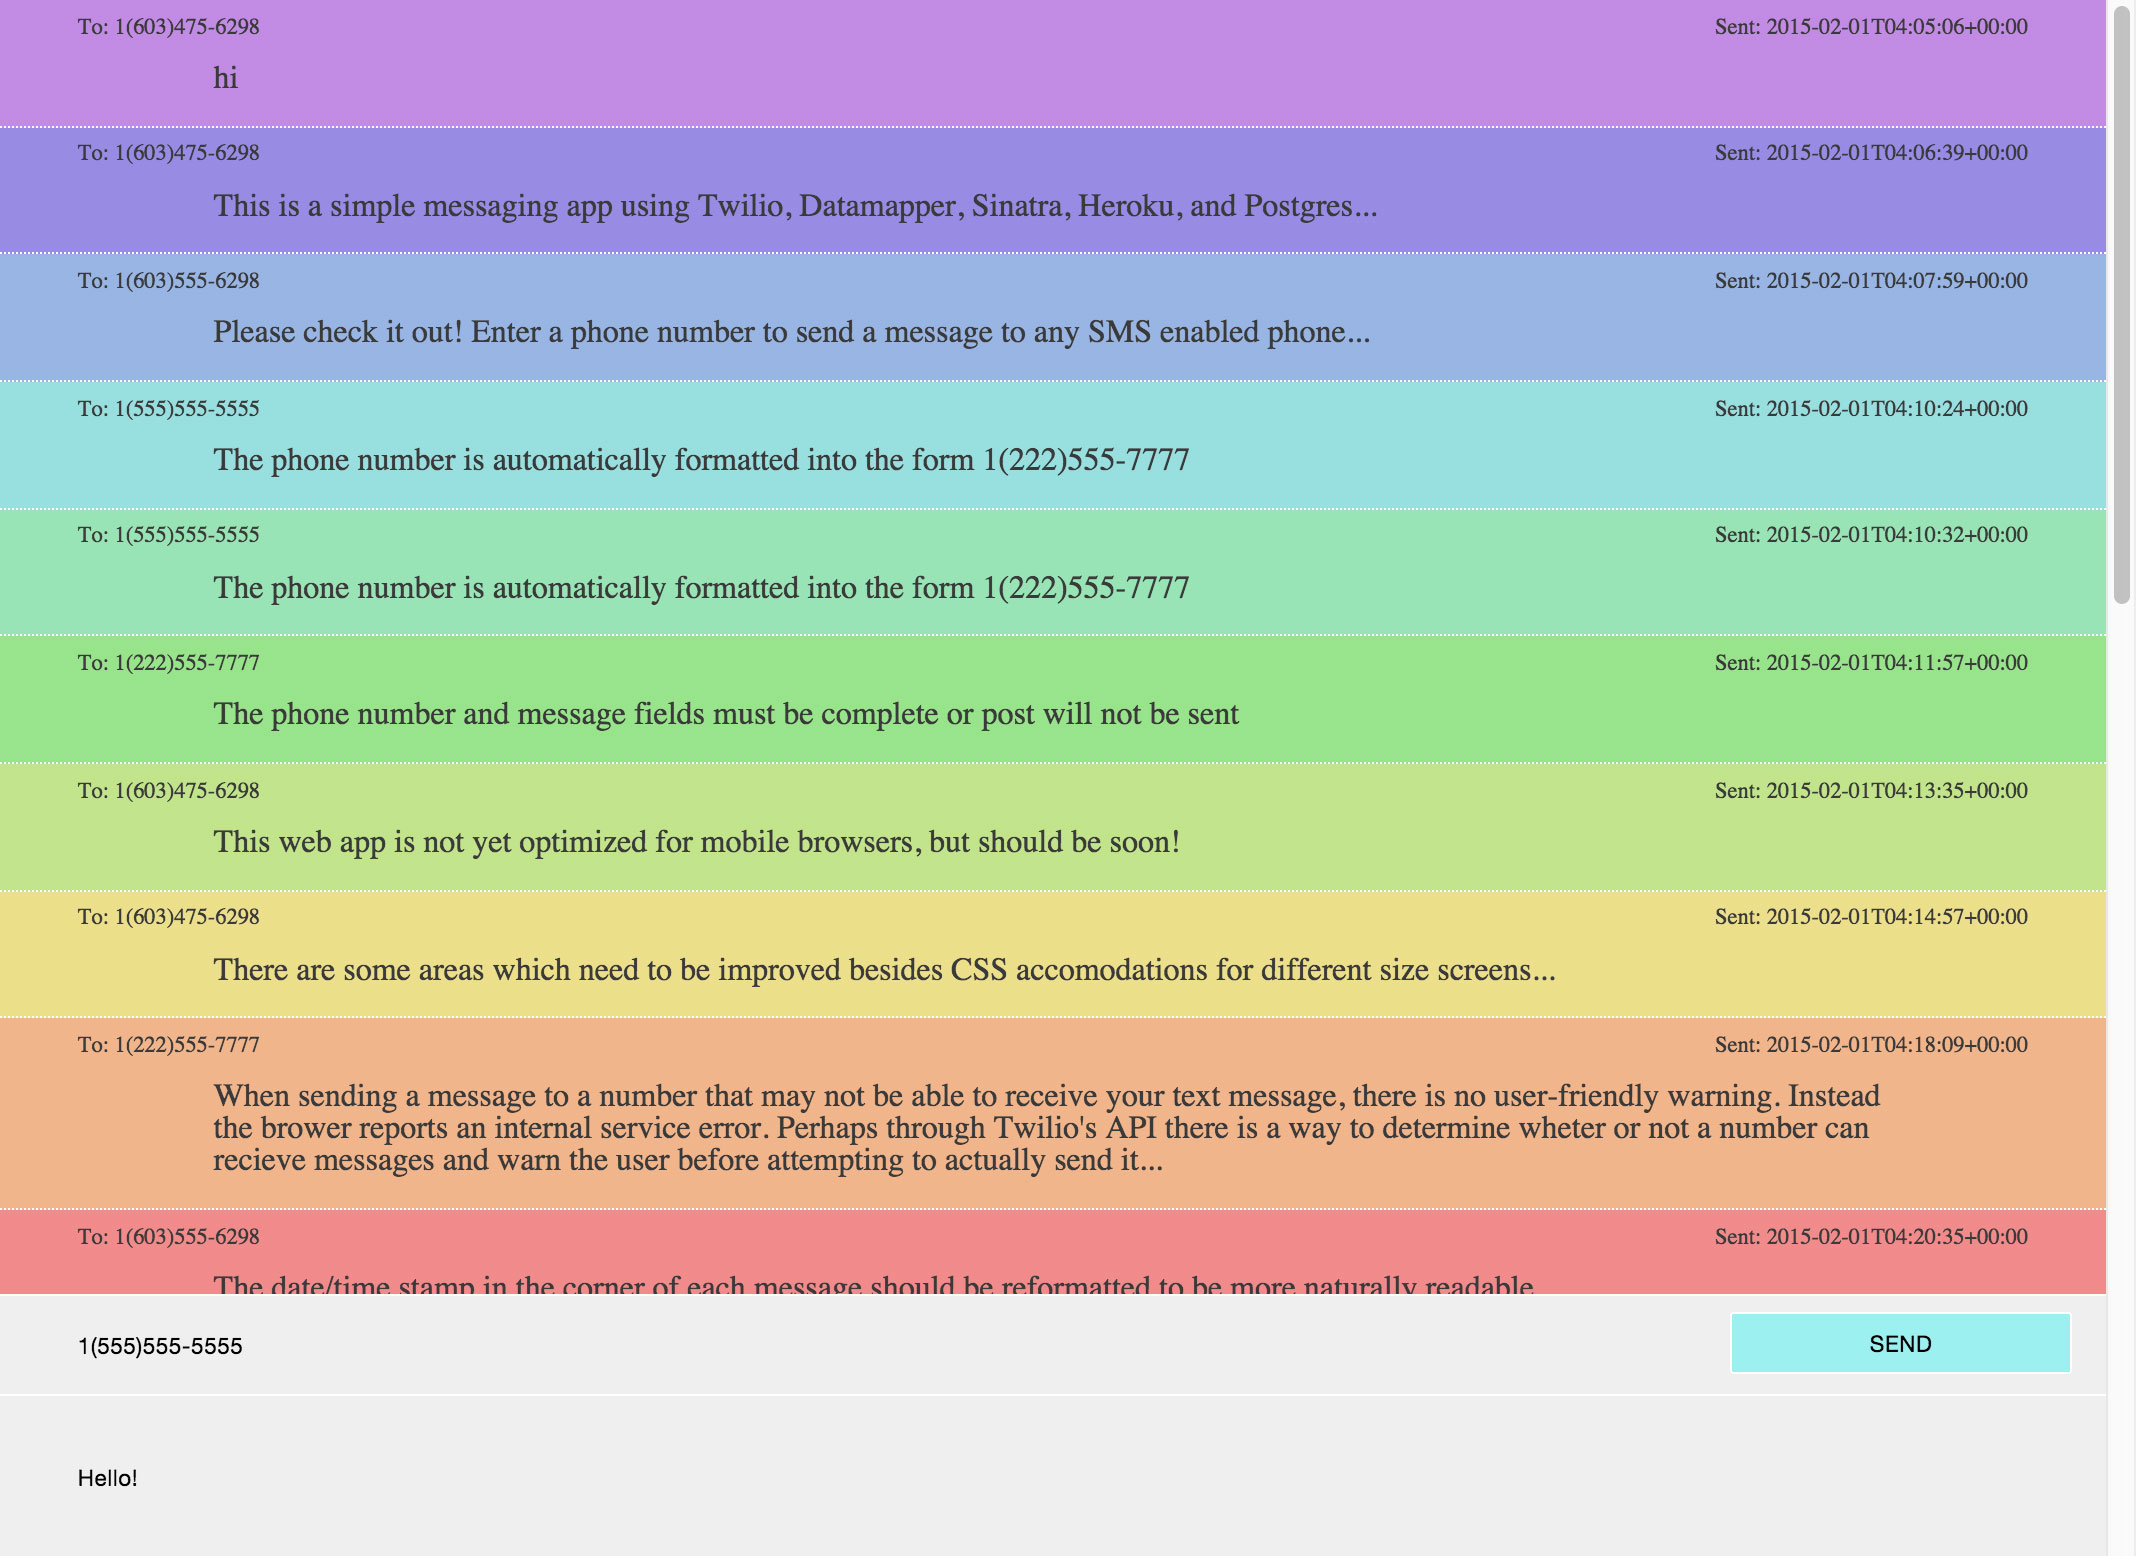 To: 1(603)475-6298 Sent: 2015-02-01T04:05:06+00:00
hi
To: 1(603)475-6298 Sent: 2015-02-01T04:06:39+00:00
This is a simple messaging app using Twilio, Datamapper, Sinatra, Heroku, and Postgres...
To: 1(603)555-6298 Sent: 2015-02-01T04:07:59+00:00
Please check it out! Enter a phone number to send a message to any SMS enabled phone...
To: 1(555)555-5555 Sent: 2015-02-01T04:10:24+00:00
The phone number is automatically formatted into the form 1(222)555-7777
To: 1(555)555-5555 Sent: 2015-02-01T04:10:32+00:00
The phone number is automatically formatted into the form 1(222)555-7777
To: 1(222)555-7777 Sent: 2015-02-01T04:11:57+00:00
The phone number and message fields must be complete or post will not be sent
To: 1(603)475-6298 Sent: 2015-02-01T04:13:35+00:00
This web app is not yet optimized for mobile browsers, but should be soon!
To: 1(603)475-6298 Sent: 2015-02-01T04:14:57+00:00
There are some areas which need to be improved besides CSS accomodations for different size screens...
To: 1(222)555-7777 Sent: 2015-02-01T04:18:09+00:00
When sending a message to a number that may not be able to receive your text message, there is no user-friendly warning. Instead
the brower reports an internal service error. Perhaps through Twilio's API there is a way to determine wheter or not a number can
recieve messages and warn the user before attempting to actually send it...
To: 1(603)555-6298 Sent: 2015-02-01T04:20:35+00:00
The date/time stamp in the corner of each message should be reformatted to be more naturally readable
1(555)555-5555 SEND
Hello!